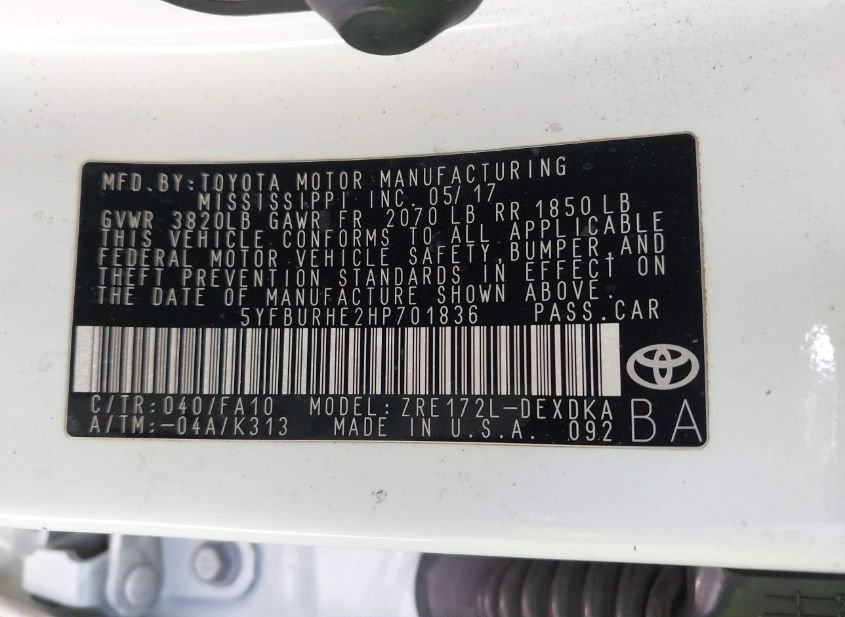 MFD.BY:TOYOTA MOTOR MANUFACTURING
MISSISSIPPI INC. 05/17
GVWR 3820LB GAWR FR 2070 LB RR 1850 LB
THIS VEHICLE CONFORMS TO ALL APPLICABLE
FEDERAL MOTOR VEHICLE SAFETY,BUMPER,AND
THEFT PREVENTION STANDARDS IN EFFECT ON
THE DATE OF MANUFACTURE SHOWN ABOVE.
5YFBURHE2HP701836 PASS.CAR
C/TR:040/FA10 MODEL:ZRE172L-DEXDKA
A/TM:-04A/K313 MADE IN U.S.A. 092 BA